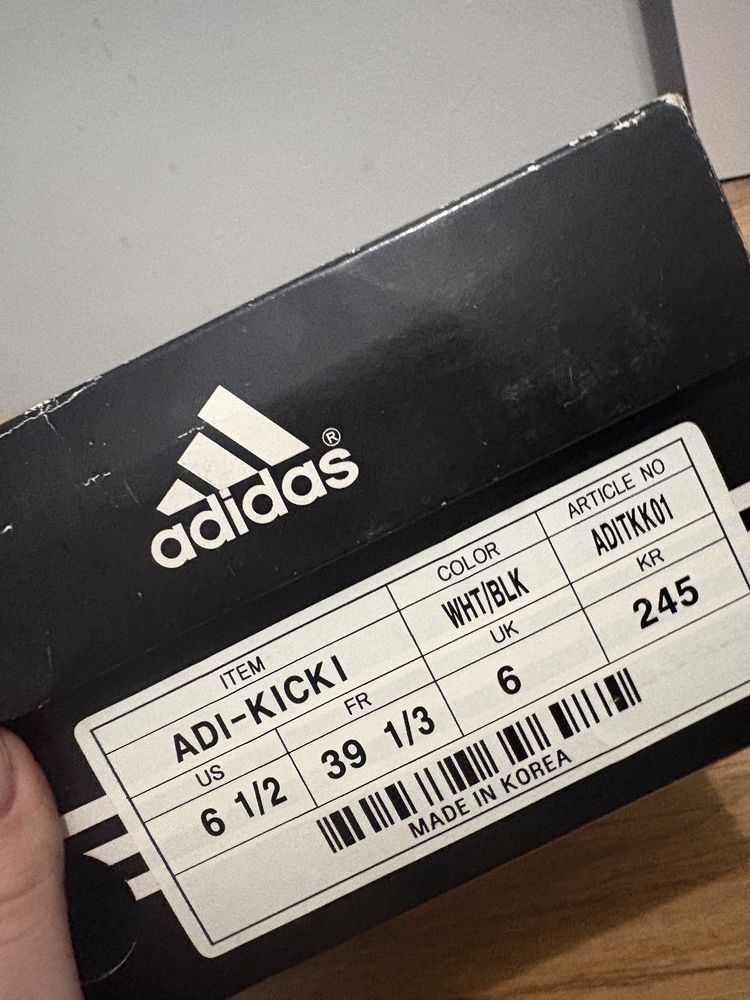 adidas®
ITEM
ADI-KICK I
COLOR
WHT/BLK
ARTICLE NO
ADITKK01
US
6 1/2
FR
39 1/3
UK
6
KR
245
MADE IN KOREA